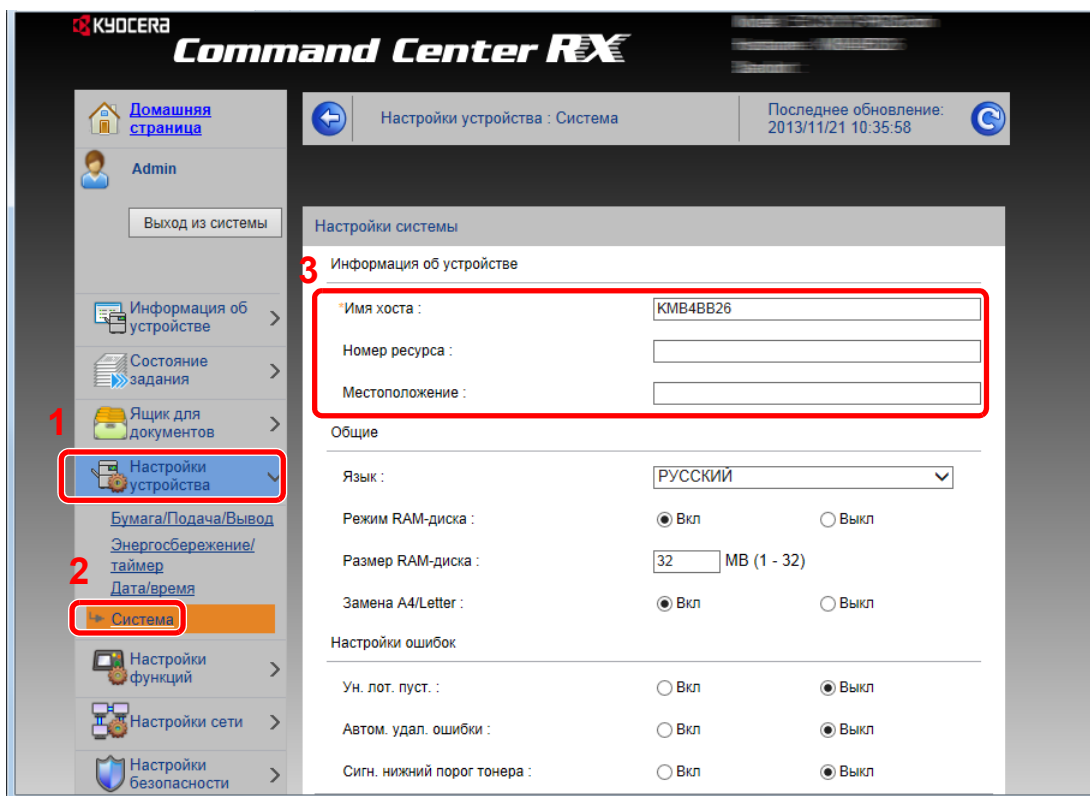 KYOCERA
Command Center RX
Домашняя
страница
Настройки устройства : Система
Последнее обновление:
2013/11/21 10:35:58
Admin
Выход из системы
Настройки системы
3
Информация об устройстве
*Имя хоста :
KMB4BB26
Номер ресурса :
Местоположение :
Информация об
устройстве
Состояние
задания
1
Ящик для
документов
Настройки
устройства
Бумага/Подача/Вывод
Энергосбережение/
таймер
2
Дата/время
Система
Настройки
функций
Настройки сети
Настройки
безопасности
Общие
Язык :
РУССКИЙ
Режим RAM-диска :
Вкл
Выкл
Размер RAM-диска :
32
MB (1 - 32)
Замена A4/Letter :
Вкл
Выкл
Настройки ошибок
Ун. лот. пуст. :
Вкл
Выкл
Автом. удал. ошибки :
Вкл
Выкл
Сигн. нижний порог тонера :
Вкл
Выкл